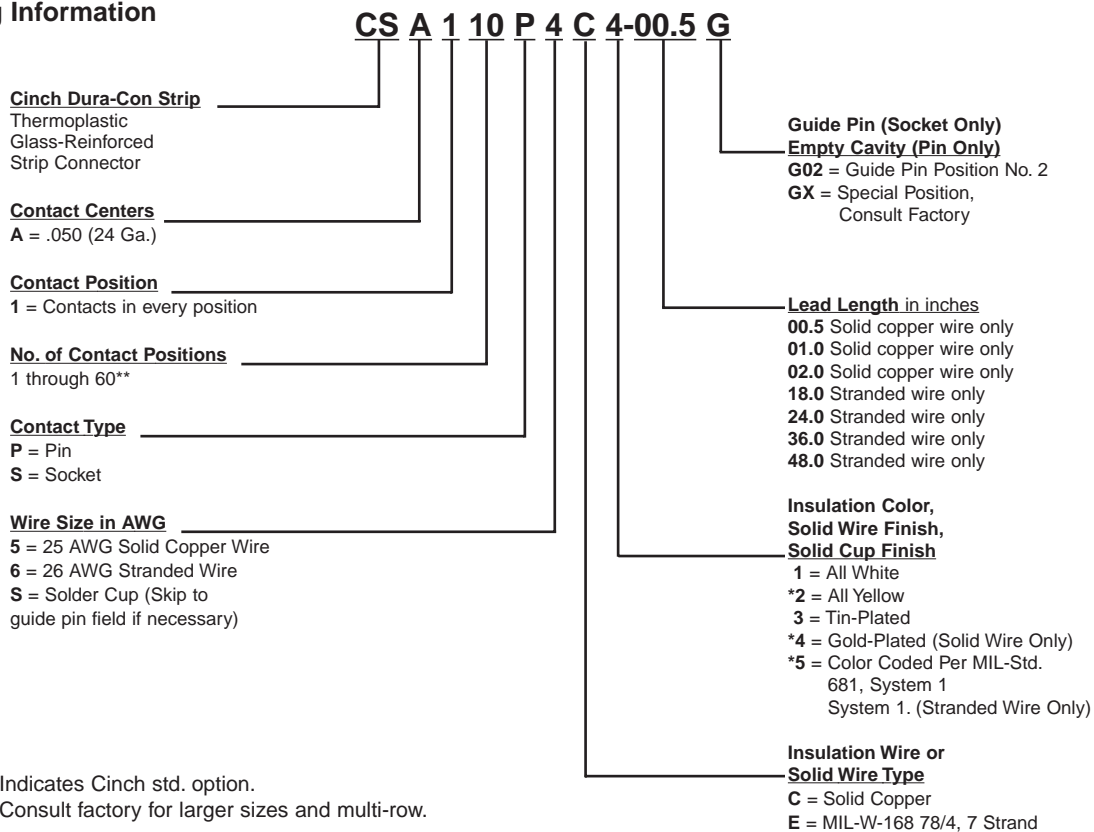 Information
CS A 1 10 P 4 C 4-00.5 G
Cinch Dura-Con Strip
Thermoplastic
Glass-Reinforced
Strip Connector
Contact Centers
A = .050 (24 Ga.)
Contact Position
1 = Contacts in every position
No. of Contact Positions
1 through 60**
Contact Type
P = Pin
S = Socket
Wire Size in AWG
5 = 25 AWG Solid Copper Wire
6 = 26 AWG Stranded Wire
S = Solder Cup (Skip to
guide pin field if necessary)
Indicates Cinch std. option.
Consult factory for larger sizes and multi-row.
Guide Pin (Socket Only)
Empty Cavity (Pin Only)
G02 = Guide Pin Position No. 2
GX = Special Position,
Consult Factory
Lead Length in inches
00.5 Solid copper wire only
01.0 Solid copper wire only
02.0 Solid copper wire only
18.0 Stranded wire only
24.0 Stranded wire only
36.0 Stranded wire only
48.0 Stranded wire only
Insulation Color,
Solid Wire Finish,
Solid Cup Finish
1 = All White
*2 = All Yellow
3 = Tin-Plated
*4 = Gold-Plated (Solid Wire Only)
*5 = Color Coded Per MIL-Std.
681, System 1
System 1. (Stranded Wire Only)
Insulation Wire or
Solid Wire Type
C = Solid Copper
E = MIL-W-168 78/4, 7 Strand